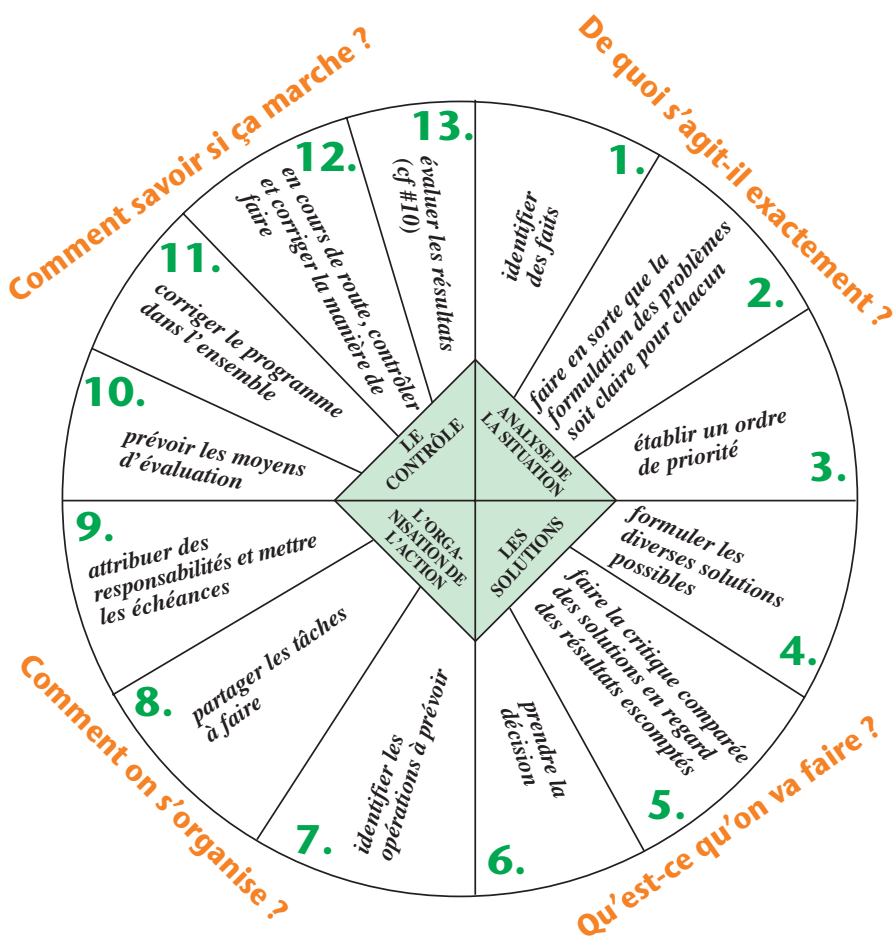 De quoi s'agit-il exactement ?
1.
identifier
des faits
2.
faire en sorte que la
formulation des problèmes
soit claire pour chacun
3.
établir un ordre
de priorité
ANALYSE DE
LA SITUATION
4.
formuler les
diverses solutions
possibles
5.
faire la critique comparée
des solutions en regard
des résultats escomptés
6.
prendre la
décision
LES
SOLUTIONS
Qu'est-ce qu'on va faire ?
7.
identifier les
opérations à prévoir
8.
partager les tâches
à faire
9.
attribuer des
responsabilités et mettre
les échéances
L'ORGA-
NISATION DE
L'ACTION
Comment on s'organise ?
10.
prévoir les moyens
d'évaluation
11.
corriger le programme
dans l'ensemble
12.
en cours de route, contrôler
et corriger la manière de
faire
13.
évaluer les résultats
(cf #10)
LE
CONTRÔLE
Comment savoir si ça marche ?